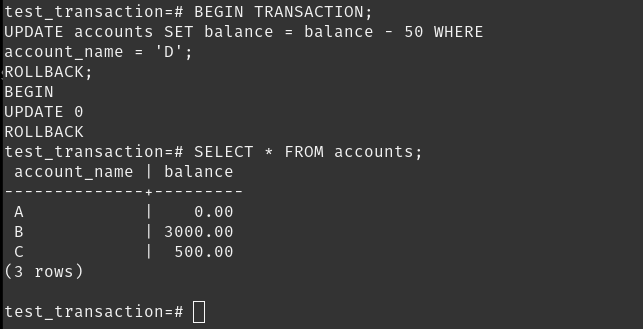 test_transaction=# BEGIN TRANSACTION;
UPDATE accounts SET balance = balance - 50 WHERE
account_name = 'D';
ROLLBACK;
BEGIN
UPDATE 0
ROLLBACK
test_transaction=# SELECT * FROM accounts;
 account_name | balance
--------------+---------
 A            |    0.00
 B            | 3000.00
 C            |  500.00
(3 rows)
test_transaction=#